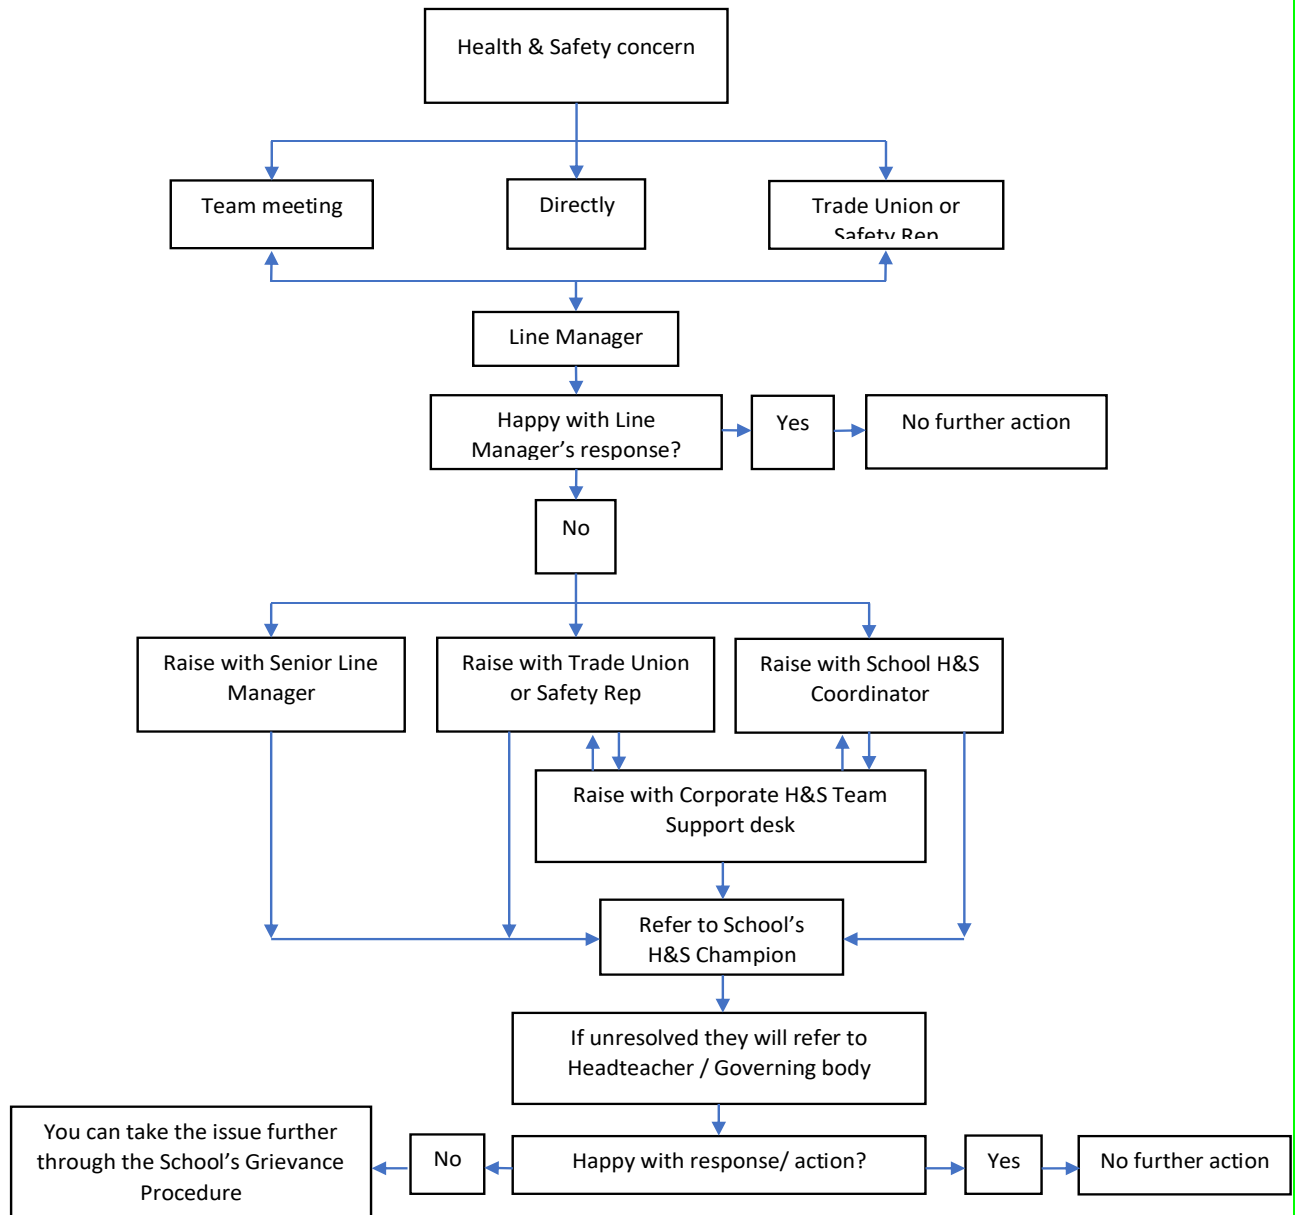 Health & Safety concern
Team meeting
Directly
Trade Union or
Safety Rep
Line Manager
Happy with Line
Manager’s response?
Yes
No further action
No
Raise with Senior Line
Manager
Raise with Trade Union
or Safety Rep
Raise with School H&S
Coordinator
Raise with Corporate H&S Team
Support desk
Refer to School’s
H&S Champion
If unresolved they will refer to
Headteacher / Governing body
You can take the issue further
through the School’s Grievance
Procedure
No
Happy with response/ action?
Yes
No further action